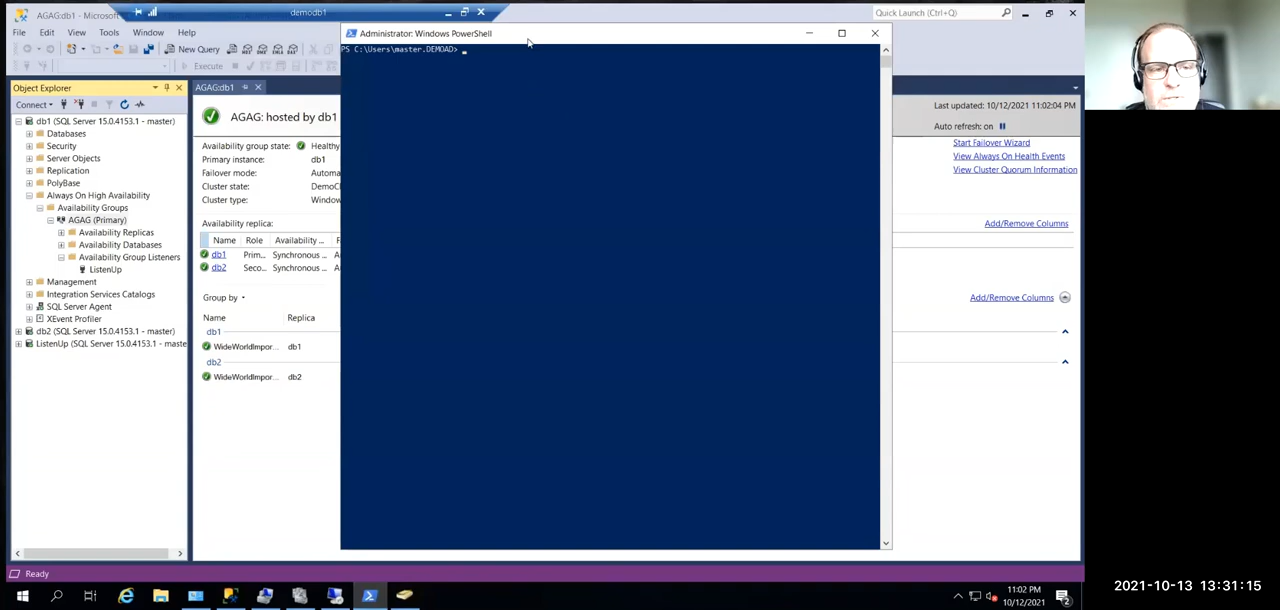 AGAG:db1 - Microsoft
demodb1
Quick Launch (Ctrl+Q)
File Edit View Tools Window Help
New Query
Execute
Administrator: Windows PowerShell
PS C:\Users\master.DEMOAD>
Object Explorer
Connect
db1 (SQL Server 15.0.4153.1 - master)
Databases
Security
Server Objects
Replication
PolyBase
Always On High Availability
Availability Groups
AGAG (Primary)
Availability Replicas
Availability Databases
Availability Group Listeners
ListenUp
Management
Integration Services Catalogs
SQL Server Agent
XEvent Profiler
db2 (SQL Server 15.0.4153.1 - master)
ListenUp (SQL Server 15.0.4153.1 - maste
AGAG:db1
AGAG: hosted by db1
Availability group state: Healthy
Primary instance: db1
Failover mode: Automa
Cluster state: DemoCl
Cluster type: Window
Availability replica:
Name Role Availability ... F
db1 Prim... Synchronous ... A
db2 Seco... Synchronous ... A
Group by
Name Replica
db1
WideWorldImpor... db1
db2
WideWorldImpor... db2
Last updated: 10/12/2021 11:02:04 PM
Auto refresh: on
Start Failover Wizard
View Always On Health Events
View Cluster Quorum Information
Add/Remove Columns
Add/Remove Columns
Ready
11:02 PM
10/12/2021
2
2021-10-13 13:31:15